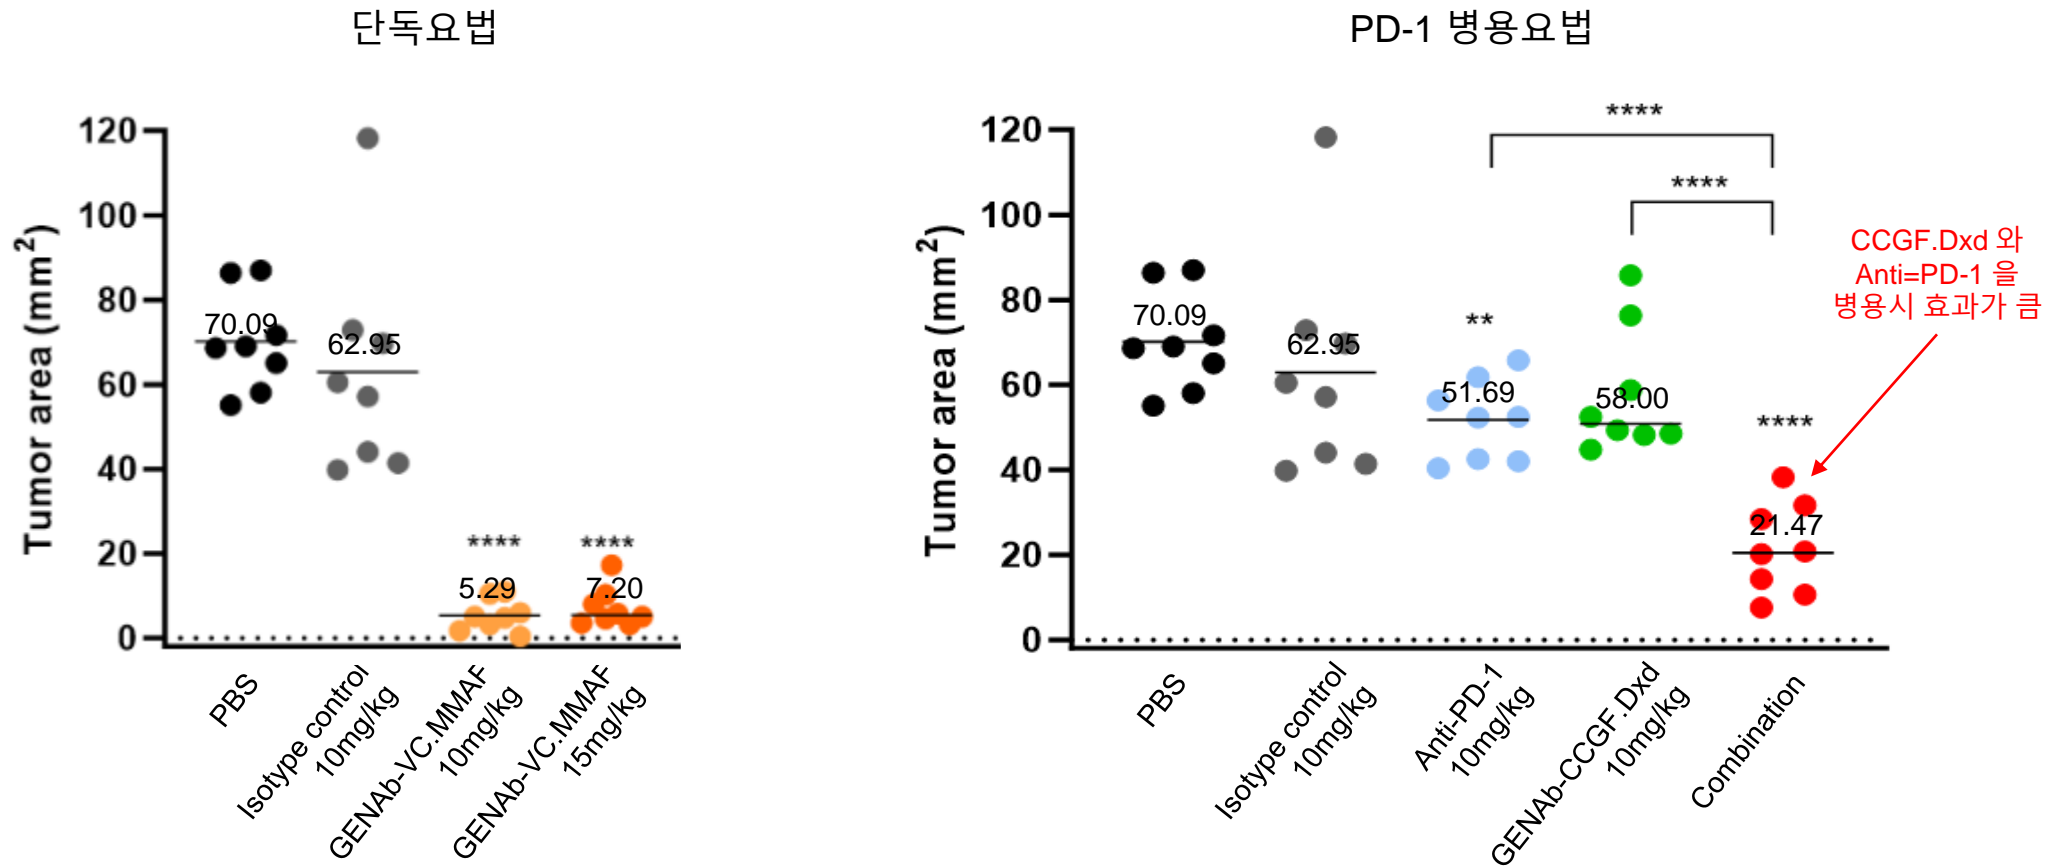 단독요법
Tumor area (mm²)
120
100
80
60
40
20
0
70.09
62.95
****
5.29
****
7.20
PBS
Isotype control
10mg/kg
GENAb-VC.MMAF
10mg/kg
GENAb-VC.MMAF
15mg/kg
PD-1 병용요법
Tumor area (mm²)
120
100
80
60
40
20
0
****
****
70.09
62.95
**
51.69
58.00
****
21.47
CCGF.Dxd 와
Anti=PD-1 을
병용시 효과가 큼
PBS
Isotype control
10mg/kg
Anti-PD-1
10mg/kg
GENAb-CCGF.Dxd
10mg/kg
Combination